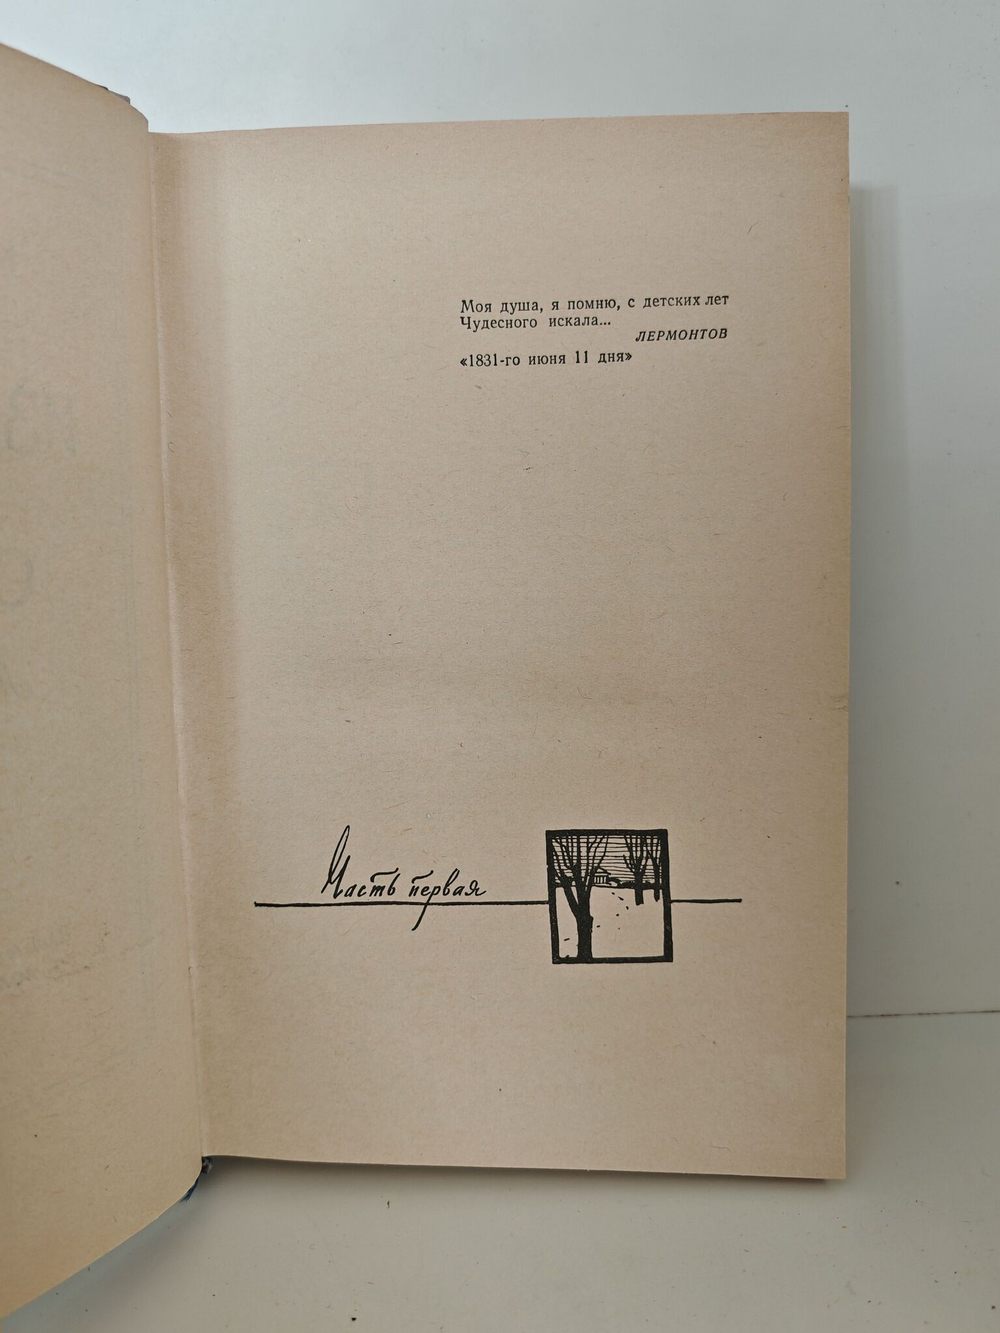 Моя душа, я помню, с детских лет
Чудесного искала...
ЛЕРМОНТОВ
«1831-го июня 11 дня»
Часть первая